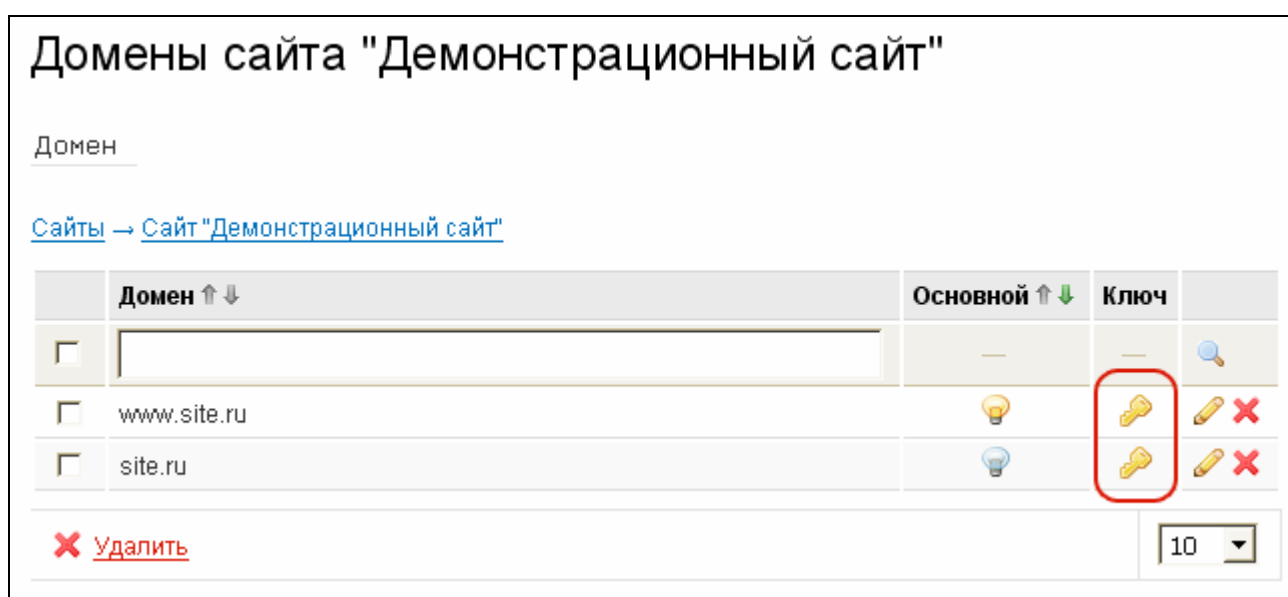 Домены сайта "Демонстрационный сайт"
Домен
Сайты → Сайт "Демонстрационный сайт"
Домен Основной Ключ
— —
www.site.ru
site.ru
Удалить 10